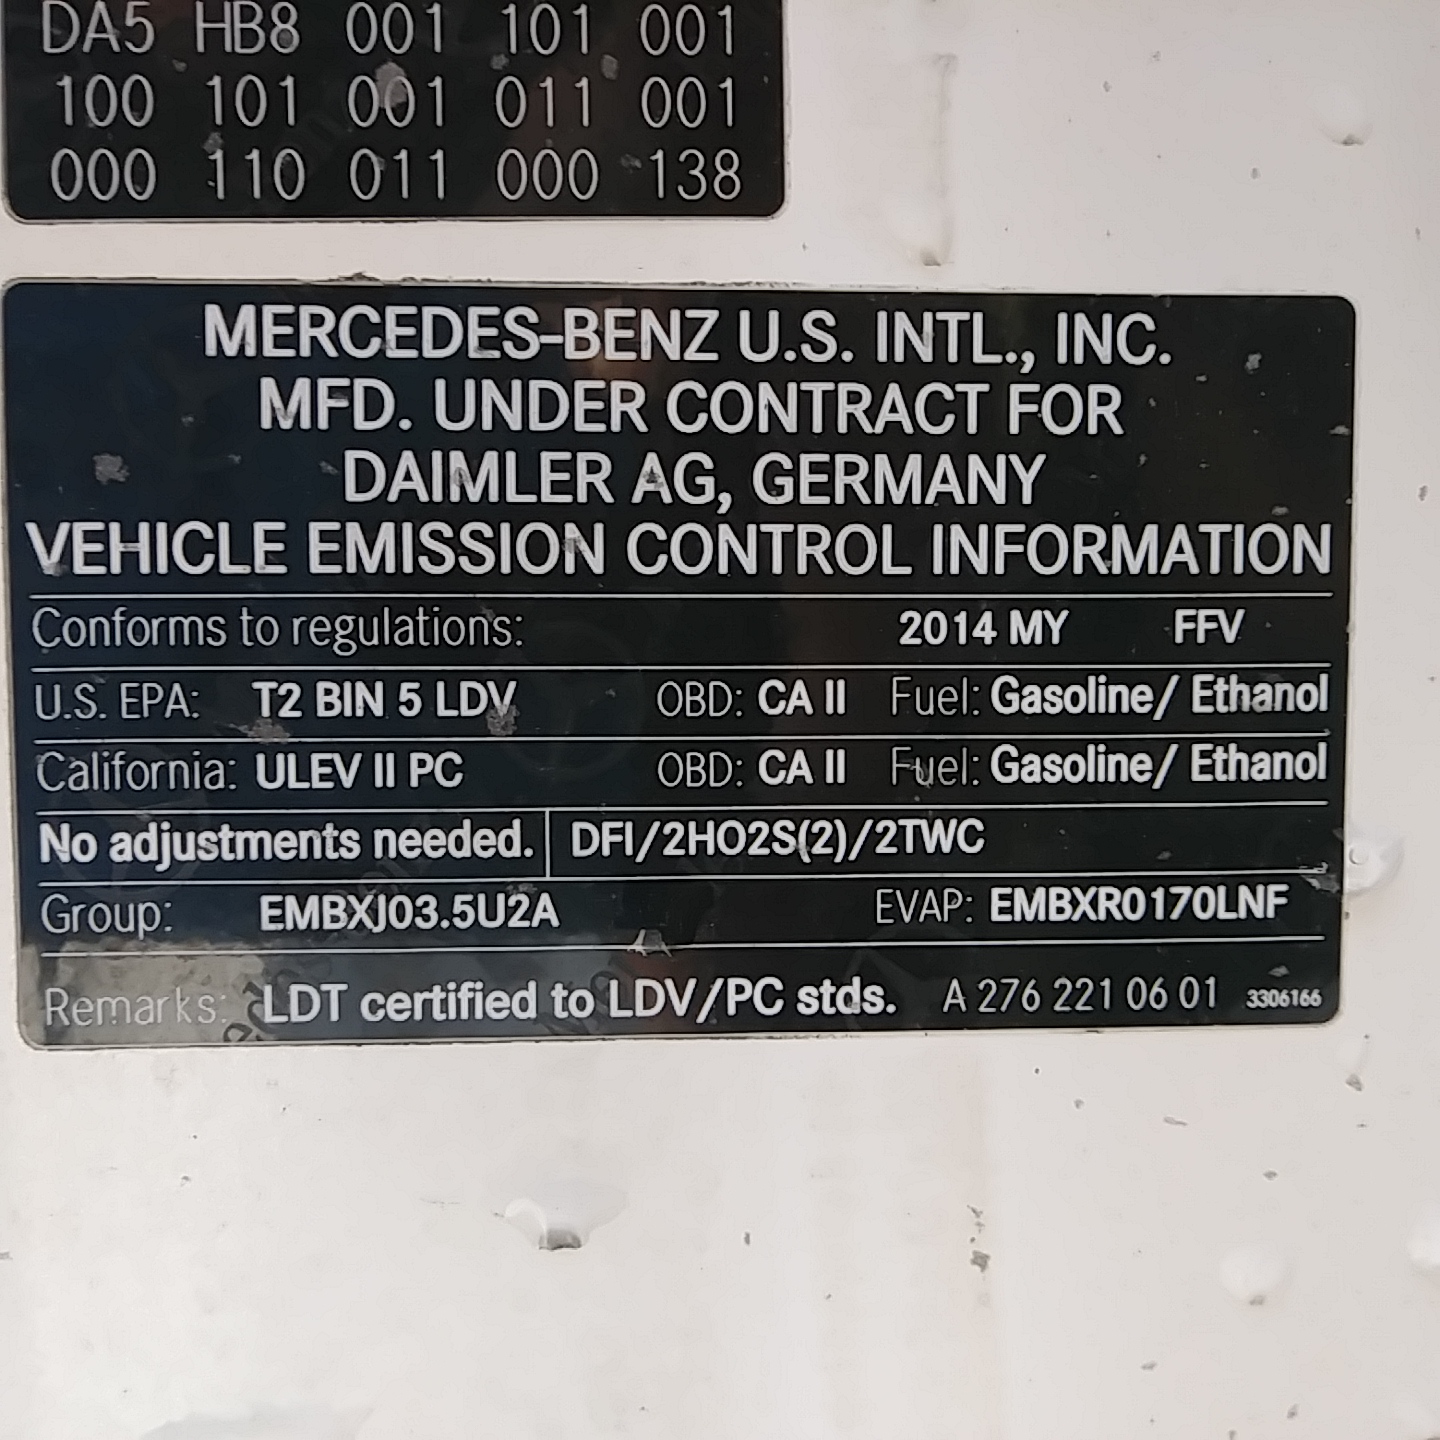 DA5 HB8 001 101 001
100 101 001 011 001
000 110 011 000 138
MERCEDES-BENZ U.S. INTL., INC.
MFD. UNDER CONTRACT FOR
DAIMLER AG, GERMANY
VEHICLE EMISSION CONTROL INFORMATION
Conforms to regulations: 2014 MY FFV
U.S. EPA: T2 BIN 5 LDV OBD: CA II Fuel: Gasoline/ Ethanol
California: ULEV II PC OBD: CA II Fuel: Gasoline/ Ethanol
No adjustments needed. DFI/2HO2S(2)/2TWC
Group: EMBXJ03.5U2A EVAP: EMBXR0170LNF
Remarks: LDT certified to LDV/PC stds. A 276 221 06 01 3306166